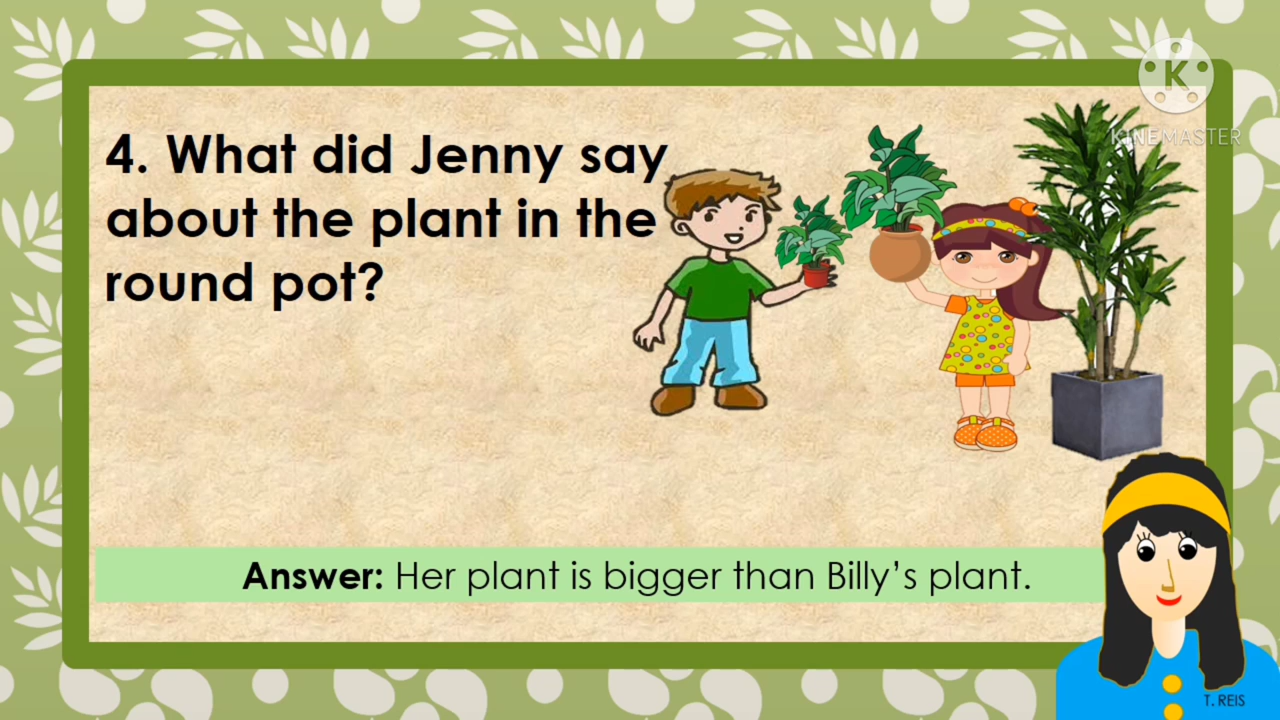 4. What did Jenny say
about the plant in the
round pot?
K
KINEMASTER
Answer: Her plant is bigger than Billy's plant.
T. REIS